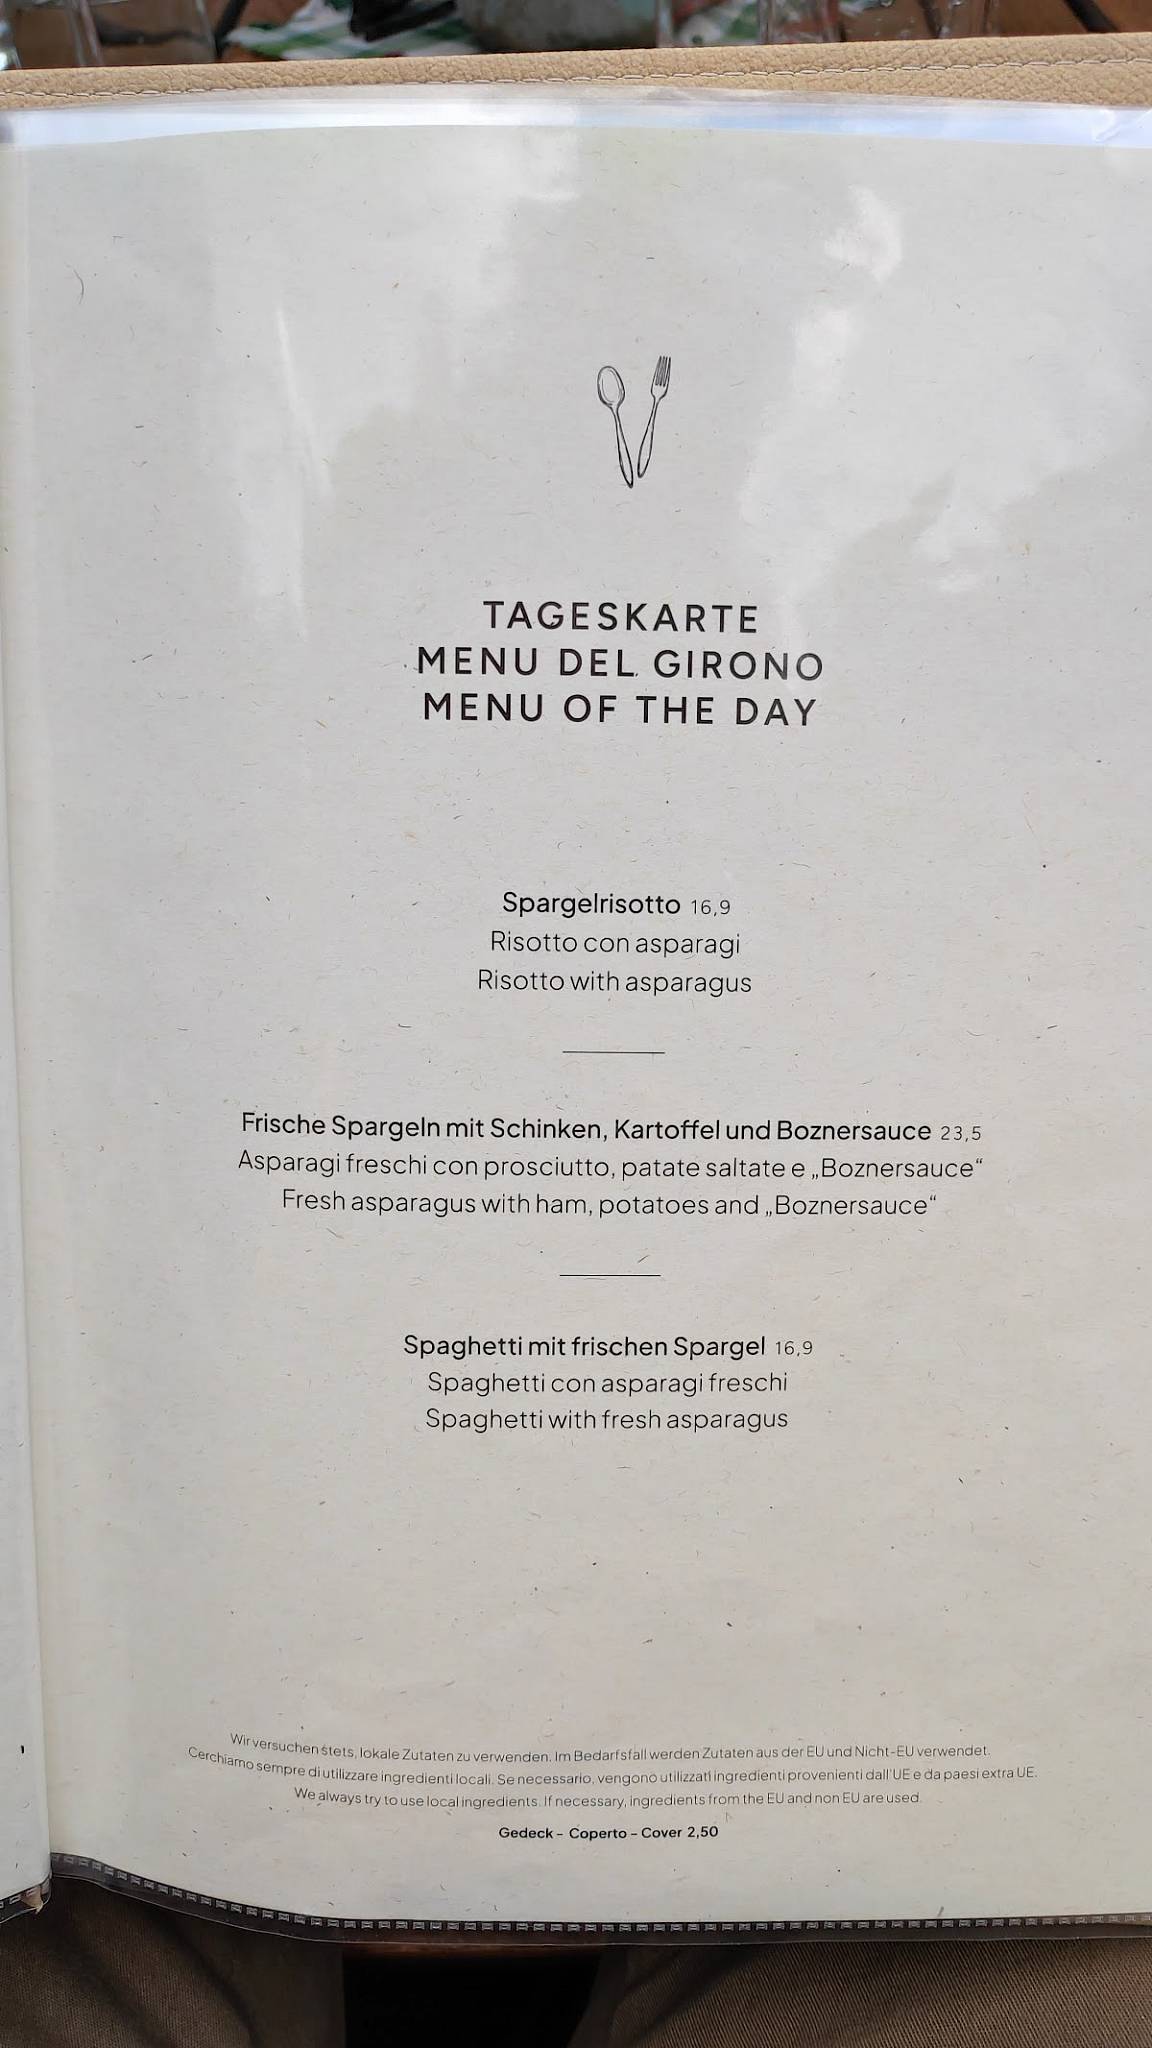 TAGESKARTE
MENU DEL GIRONO
MENU OF THE DAY
Spargelrisotto 16,9
Risotto con asparagi
Risotto with asparagus
Frische Spargeln mit Schinken, Kartoffel und Boznersauce 23,5
Asparagi freschi con prosciutto, patate saltate e „Boznersauce“
Fresh asparagus with ham, potatoes and „Boznersauce“
Spaghetti mit frischen Spargel 16,9
Spaghetti con asparagi freschi
Spaghetti with fresh asparagus
Wir versuchen stets, lokale Zutaten zu verwenden. Im Bedarfsfall werden Zutaten aus der EU und Nicht-EU verwendet.
Cerchiamo sempre di utilizzare ingredienti locali. Se necessario, vengono utilizzati ingredienti provenienti dall'UE e da paesi extra UE.
We always try to use local ingredients. If necessary, ingredients from the EU and non EU are used.
Gedeck - Coperto - Cover 2,50